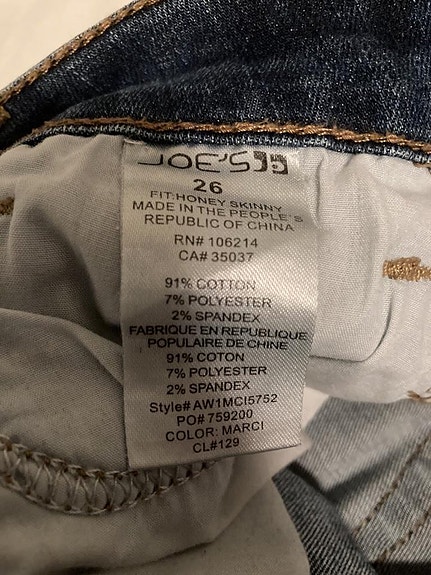 JOE'S
26
FIT:HONEY SKINNY
MADE IN THE PEOPLE'S
REPUBLIC OF CHINA
RN# 106214
CA# 35037
91% COTTON
7% POLYESTER
2% SPANDEX
FABRIQUE EN REPUBLIQUE
POPULAIRE DE CHINE
91% COTON
7% POLYESTER
2% SPANDEX
Style#AW1MCI5752
PO#759200
COLOR: MARCI
CL#129